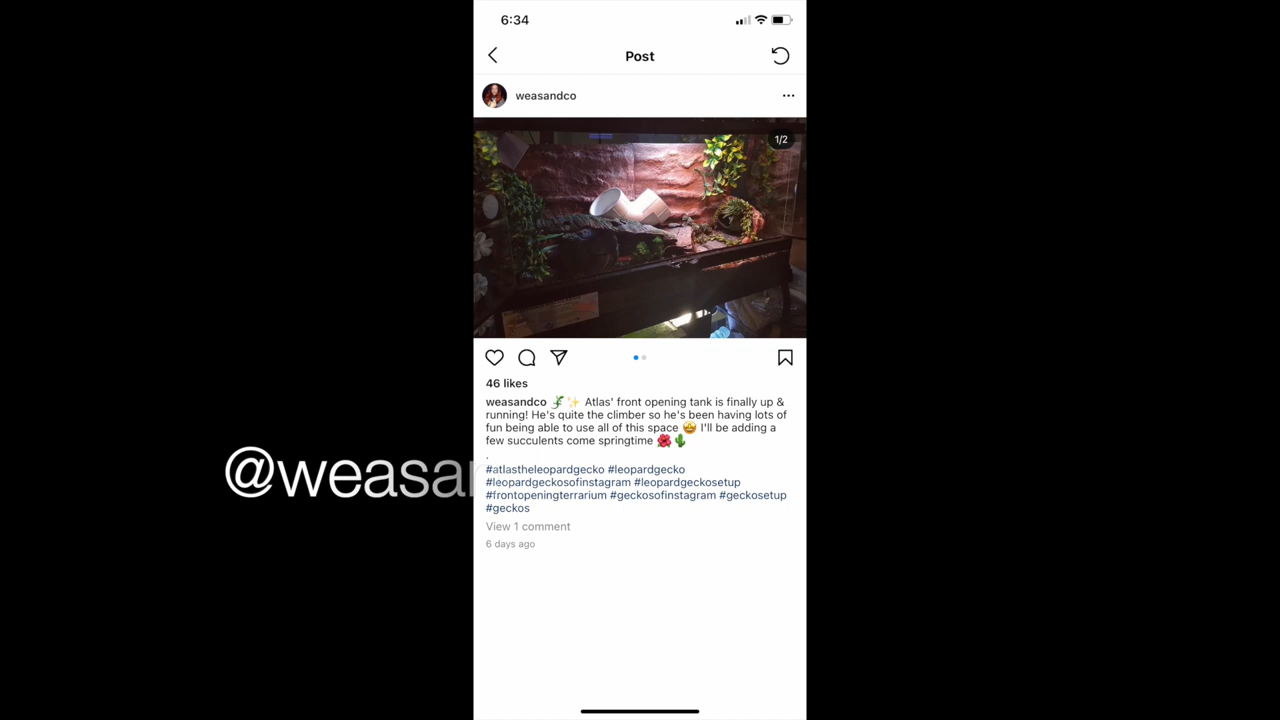 6:34
Post
weasandco
1/2
46 likes
weasandco 🦎✨ Atlas' front opening tank is finally up &
running! He's quite the climber so he's been having lots of
fun being able to use all of this space 🤩 I'll be adding a
few succulents come springtime 🌺🌵
.
#atlastheleopardgecko #leopardgecko
#leopardgeckosofinstagram #leopardgeckosetup
#frontopeningterrarium #geckosofinstagram #geckosetup
#geckos
View 1 comment
6 days ago
@weasan